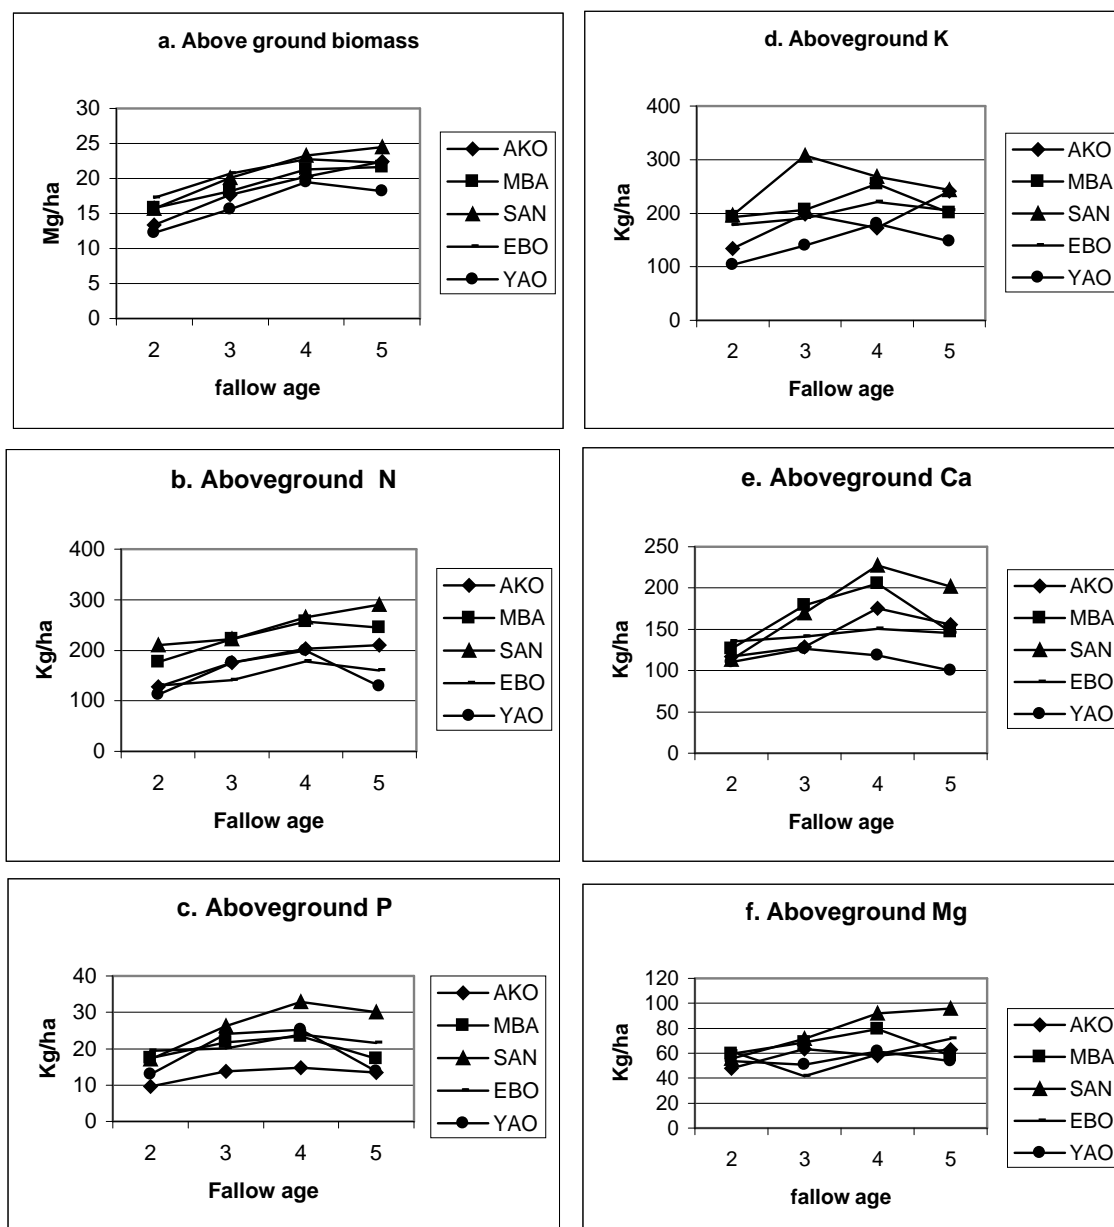 a. Above ground biomass
30
25
20
15
10
5
0
Mg/ha
2 3 4 5
fallow age
AKO
MBA
SAN
EBO
YAO
d. Aboveground K
400
300
200
100
0
Kg/ha
2 3 4 5
Fallow age
AKO
MBA
SAN
EBO
YAO
b. Aboveground N
400
300
200
100
0
Kg/ha
2 3 4 5
Fallow age
AKO
MBA
SAN
EBO
YAO
e. Aboveground Ca
250
200
150
100
50
0
Kg/ha
2 3 4 5
Fallow age
AKO
MBA
SAN
EBO
YAO
c. Aboveground P
40
30
20
10
0
Kg/ha
2 3 4 5
Fallow age
AKO
MBA
SAN
EBO
YAO
f. Aboveground Mg
120
100
80
60
40
20
0
Kg/ha
2 3 4 5
fallow age
AKO
MBA
SAN
EBO
YAO